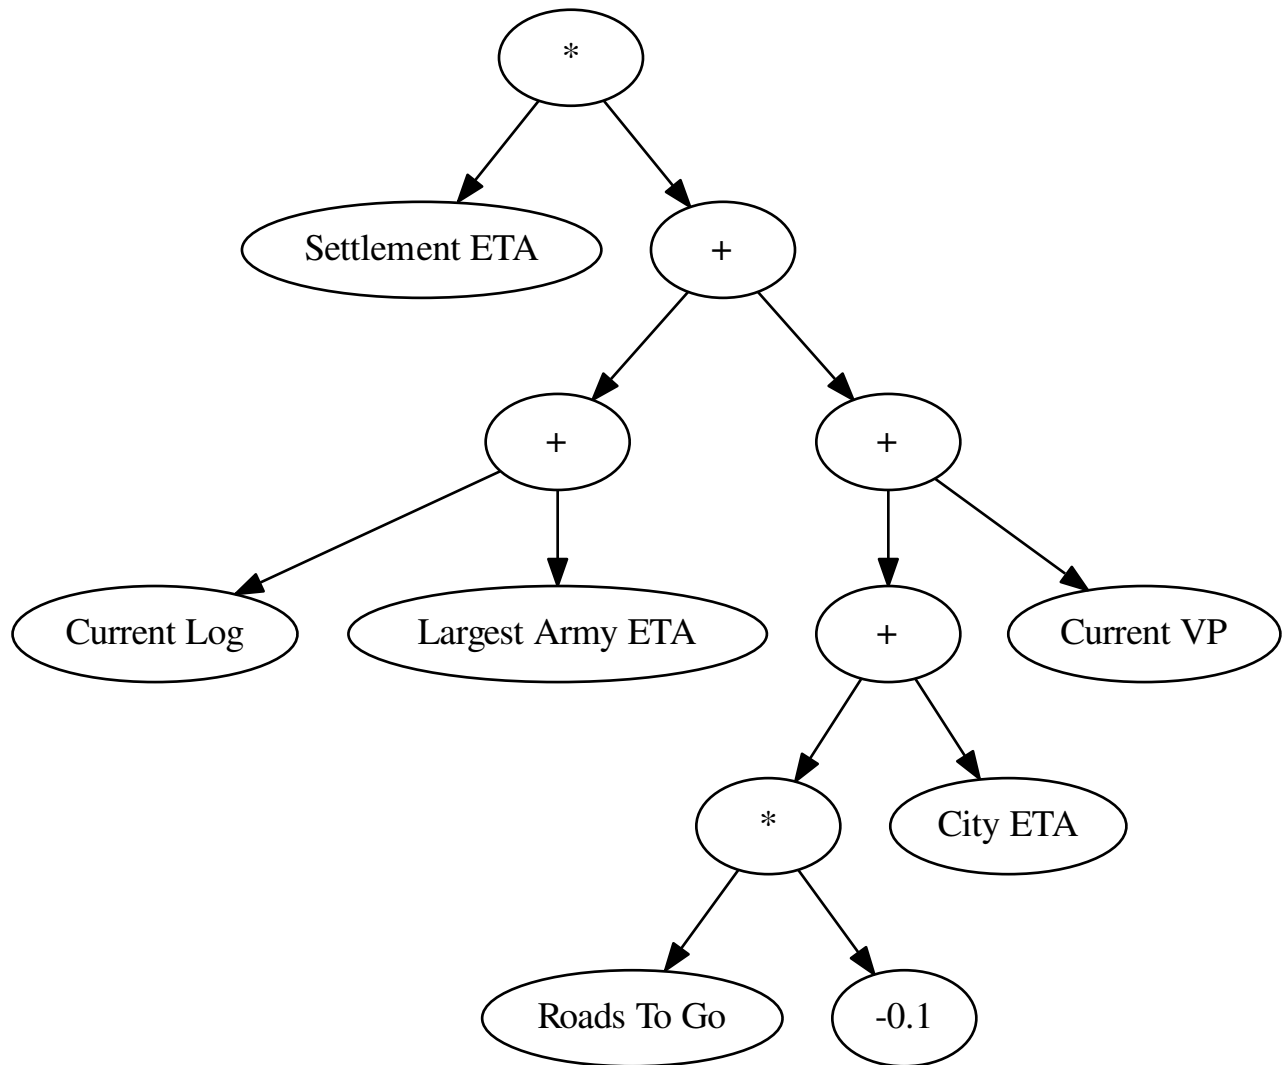 *
Settlement ETA
+
+
+
Current Log
Largest Army ETA
+
Current VP
*
City ETA
Roads To Go
-0.1